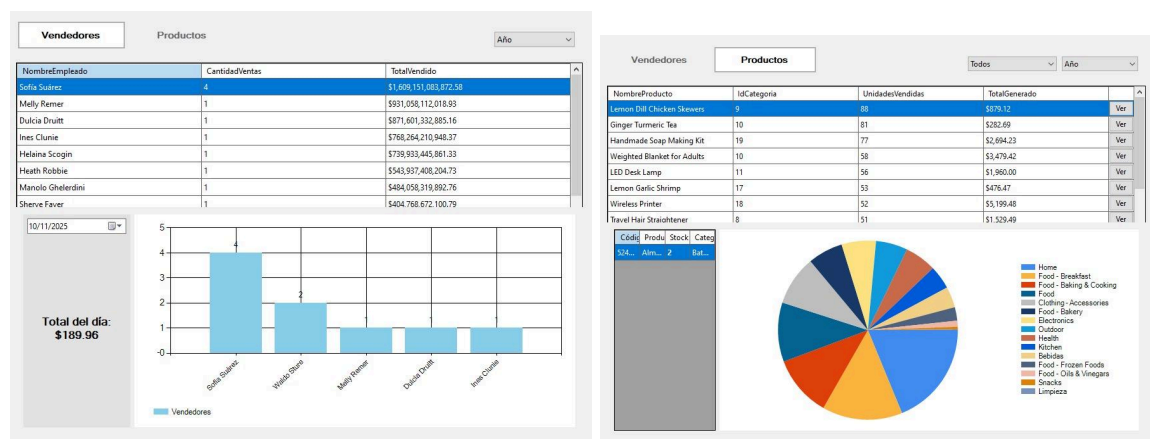 Vendedores Productos
Año
NombreEmpleado CantidadVentas TotalVendido
Sofía Suárez 4 $1,609,151,083,872.58
Melly Remer 1 $931,058,112,018.93
Dulcia Druitt 1 $871,601,332,885.16
Ines Clunie 1 $768,264,210,948.37
Helaina Scogin 1 $739,933,445,861.33
Heath Robbie 1 $543,937,408,204.73
Manolo Ghelerdini 1 $484,058,319,892.76
Sherve Faver 1 $404,768,672,100.79
10/11/2025
Total del día:
$189.96
5
4
3
2
1
-0
4
2
1
1
1
Sofía Suárez
Waldo Sture
Melly Remer
Dulcia Druitt
Ines Clunie
Vendedores
Vendedores Productos
Todos Año
NombreProducto IdCategoria UnidadesVendidas TotalGenerado
Lemon Dill Chicken Skewers 9 88 $879.12 Ver
Ginger Turmeric Tea 10 81 $282.69 Ver
Handmade Soap Making Kit 19 77 $2,694.23 Ver
Weighted Blanket for Adults 10 58 $3,479.42 Ver
LED Desk Lamp 11 56 $1,960.00 Ver
Lemon Garlic Shrimp 17 53 $476.47 Ver
Wireless Printer 18 52 $5,199.48 Ver
Travel Hair Straightener 8 51 $1,529.49 Ver
Códig Produ Stock Categ
524... Alm... 2 Bat...
Home
Food - Breakfast
Food - Baking & Cooking
Food
Clothing - Accessories
Food - Bakery
Electronics
Outdoor
Health
Kitchen
Bebidas
Food - Frozen Foods
Food - Oils & Vinegars
Snacks
Limpieza